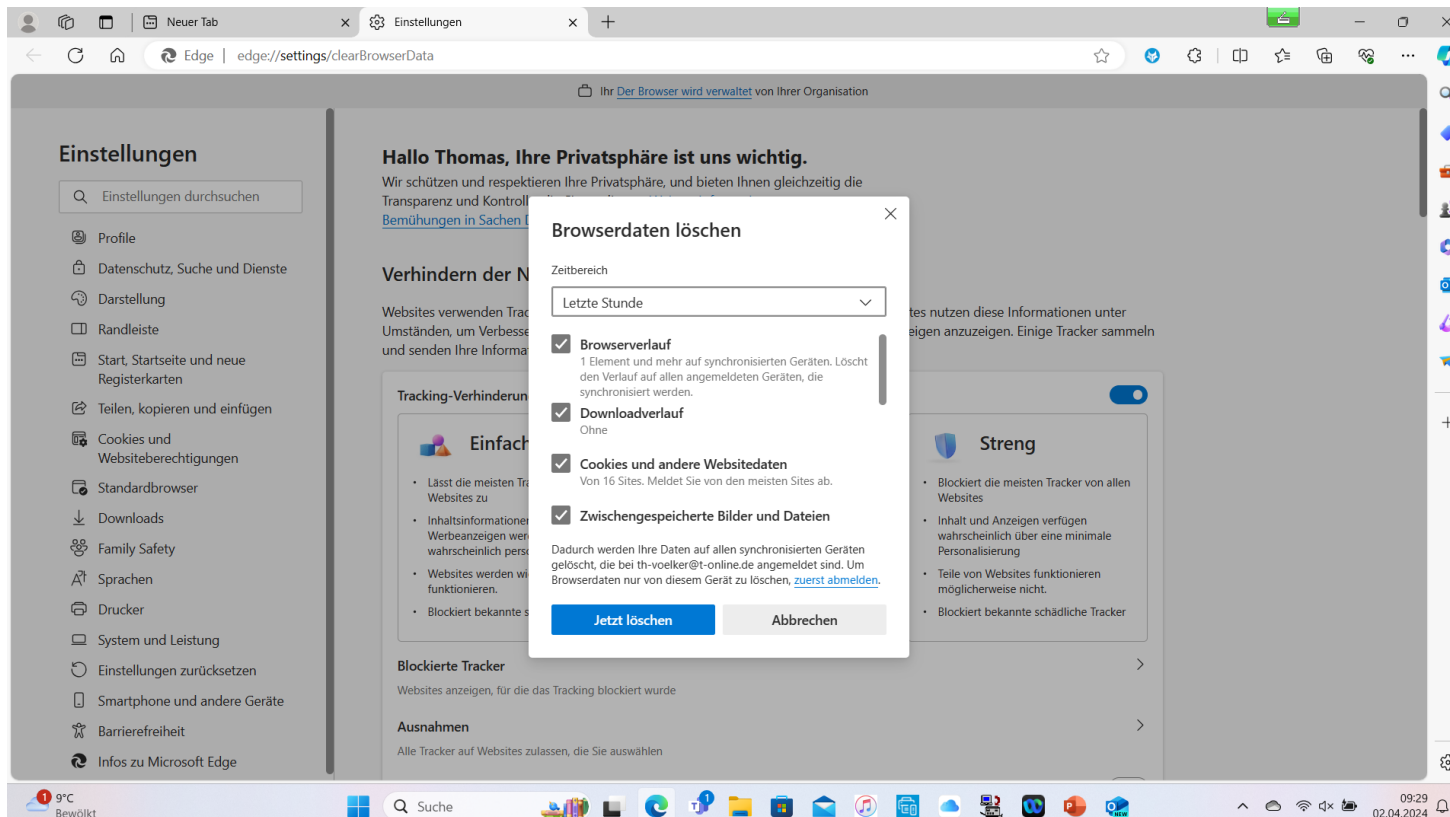 Neuer Tab
Einstellungen
Edge | edge://settings/clearBrowserData
Ihr Der Browser wird verwaltet von Ihrer Organisation
Einstellungen
Einstellungen durchsuchen
Profile
Datenschutz, Suche und Dienste
Darstellung
Randleiste
Start, Startseite und neue
Registerkarten
Teilen, kopieren und einfügen
Cookies und
Websiteberechtigungen
Standardbrowser
Downloads
Family Safety
Sprachen
Drucker
System und Leistung
Einstellungen zurücksetzen
Smartphone und andere Geräte
Barrierefreiheit
Infos zu Microsoft Edge
Hallo Thomas, Ihre Privatsphäre ist uns wichtig.
Wir schützen und respektieren Ihre Privatsphäre, und bieten Ihnen gleichzeitig die
Transparenz und Kontroll
Bemühungen in Sachen
Verhindern der N
Websites verwenden Trac
tes nutzen diese Informationen unter
Umständen, um Verbesse
eigen anzuzeigen. Einige Tracker sammeln
und senden Ihre Informa
Tracking-Verhinderun
Einfach
Lässt die meisten Tra
Websites zu
Inhaltsinformationen
Werbeanzeigen wer
wahrscheinlich perso
Websites werden wi
funktionieren.
Blockiert bekannte s
Streng
Blockiert die meisten Tracker von allen
Websites
Inhalt und Anzeigen verfügen
wahrscheinlich über eine minimale
Personalisierung
Teile von Websites funktionieren
möglicherweise nicht.
Blockiert bekannte schädliche Tracker
Blockierte Tracker
Websites anzeigen, für die das Tracking blockiert wurde
Ausnahmen
Alle Tracker auf Websites zulassen, die Sie auswählen
Browserdaten löschen
Zeitbereich
Letzte Stunde
Browserverlauf
1 Element und mehr auf synchronisierten Geräten. Löscht
den Verlauf auf allen angemeldeten Geräten, die
synchronisiert werden.
Downloadverlauf
Ohne
Cookies und andere Websitedaten
Von 16 Sites. Meldet Sie von den meisten Sites ab.
Zwischengespeicherte Bilder und Dateien
Dadurch werden Ihre Daten auf allen synchronisierten Geräten
gelöscht, die bei th-voelker@t-online.de angemeldet sind. Um
Browserdaten nur von diesem Gerät zu löschen, zuerst abmelden.
Jetzt löschen
Abbrechen
1
9°C
Bewölkt
Suche
1
NEW
09:29
02.04.2024